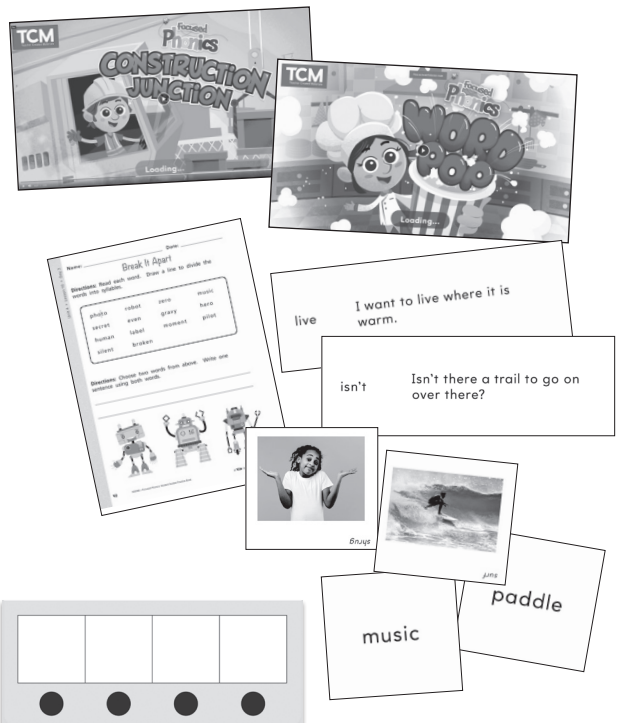 TCM
Focused
Phonics
CONSTRUCTION
JUNCTION
Loading...
TCM
Focused
Phonics
WORD
POP
Loading...
Name: Date:
Break It Apart
Directions: Read each word. Draw a line to divide the
words into syllables.
photo robot zero music
secret even gravy hero
human label moment pilot
silent broken
Directions: Choose two words from above. Write one
sentence using both words.
live
I want to live where it is
warm.
isn't
Isn't there a trail to go on
over there?
shrug
surf
music
paddle